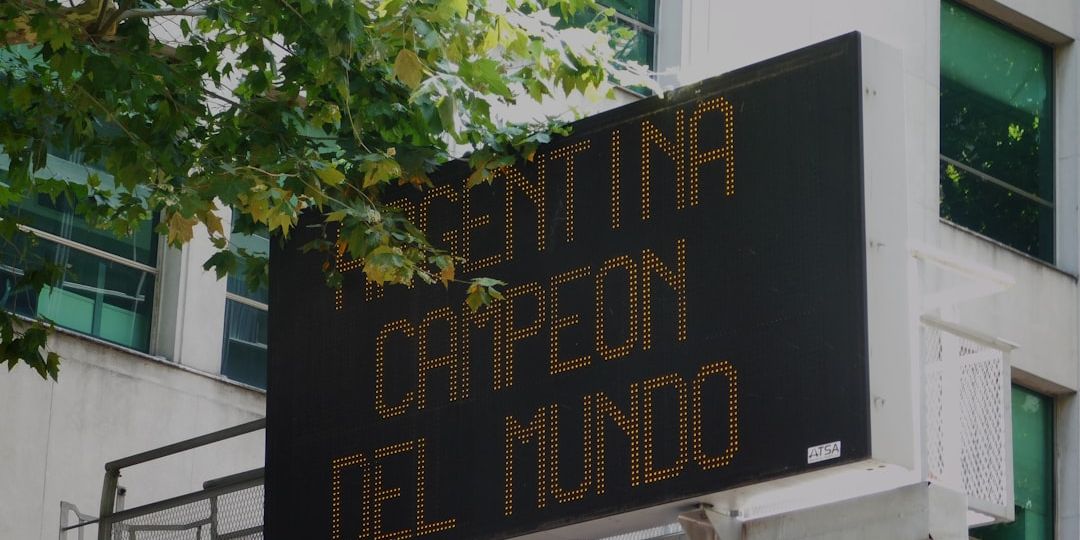 ARGENTINA
CAMPEON
DEL MUNDO
ATSA